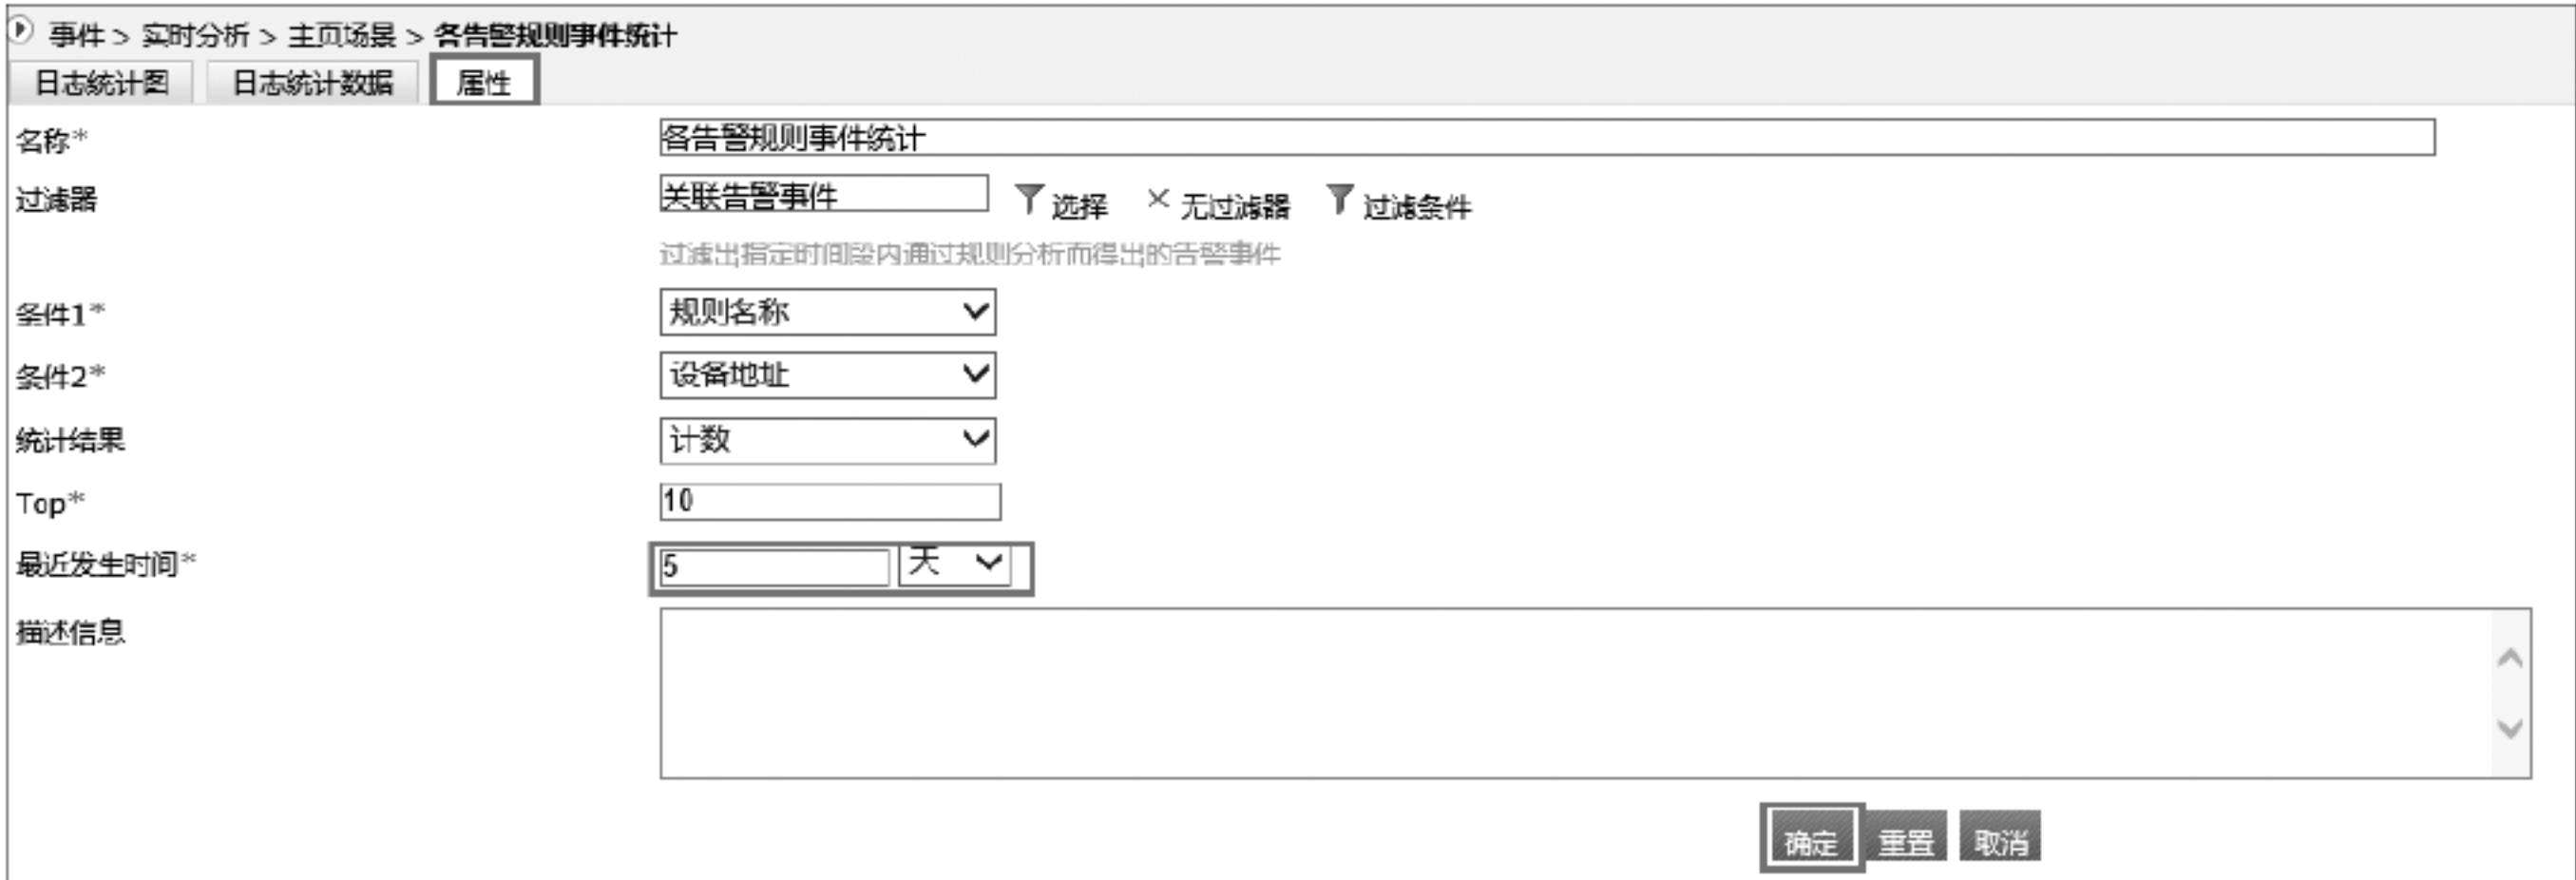 事件 > 实时分析 > 主页场景 > 各告警规则事件统计
日志统计图 日志统计数据 属性
名称* 各告警规则事件统计
过滤器 关联告警事件 选择 × 无过滤器 过滤条件
过滤出指定时间段内通过规则分析而得出的告警事件
条件1* 规则名称
条件2* 设备地址
统计结果 计数
Top* 10
最近发生时间* 5 天
描述信息
确定 重置 取消